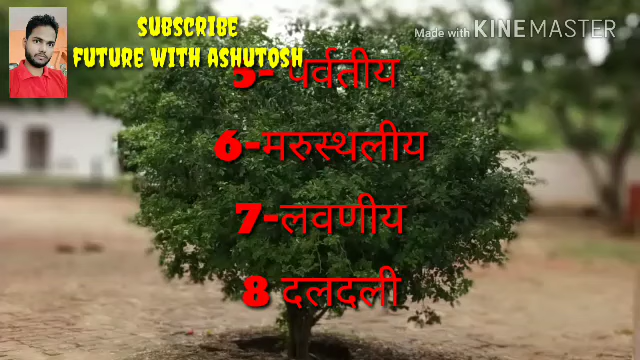 SUBSCRIBE
FUTURE WITH ASHUTOSH
Made with KINEMASTER
5- पर्वतीय
6-मरुस्थलीय
7-लवणीय
8 दलदली